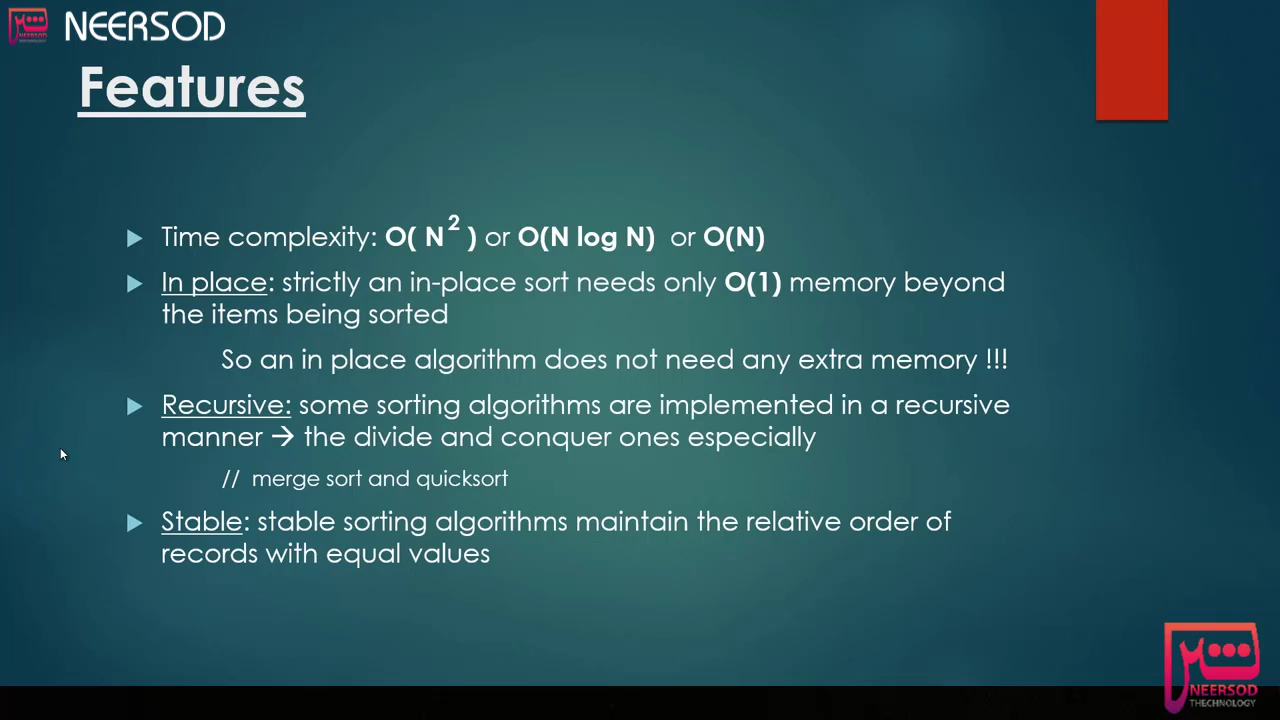 NEERSOD
Features
Time complexity: O( N² ) or O(N log N) or O(N)
In place: strictly an in-place sort needs only O(1) memory beyond
the items being sorted
So an in place algorithm does not need any extra memory !!!
Recursive: some sorting algorithms are implemented in a recursive
manner → the divide and conquer ones especially
// merge sort and quicksort
Stable: stable sorting algorithms maintain the relative order of
records with equal values
NEERSOD
THECHNOLOGY